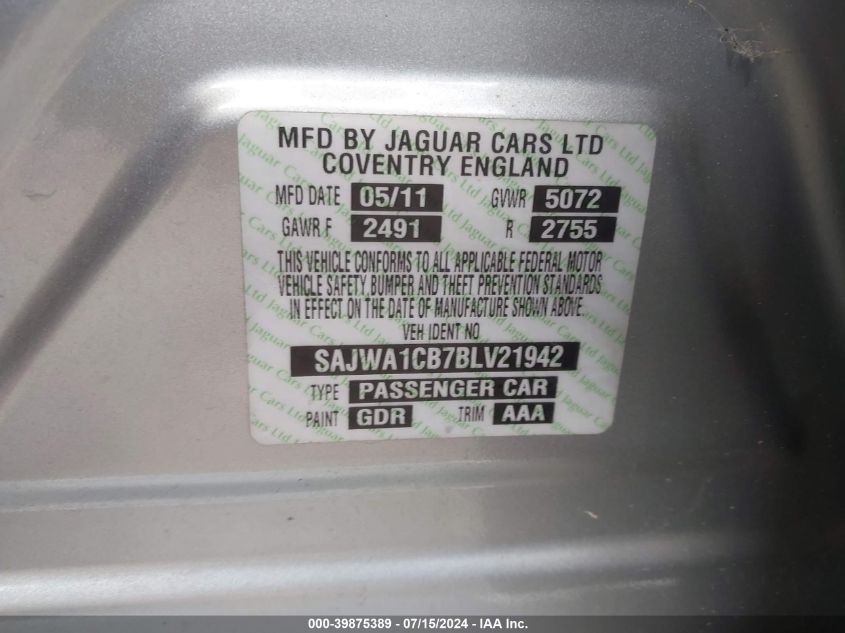 MFD BY JAGUAR CARS LTD
COVENTRY ENGLAND
MFD DATE 05/11 GVWR 5072
GAWR F 2491 R 2755
THIS VEHICLE CONFORMS TO ALL APPLICABLE FEDERAL MOTOR
VEHICLE SAFETY, BUMPER AND THEFT PREVENTION STANDARDS
IN EFFECT ON THE DATE OF MANUFACTURE SHOWN ABOVE.
VEH IDENT NO
SAJWA1CB7BLV21942
TYPE PASSENGER CAR
PAINT GDR TRIM AAA
000-39875389 - 07/15/2024 - IAA Inc.